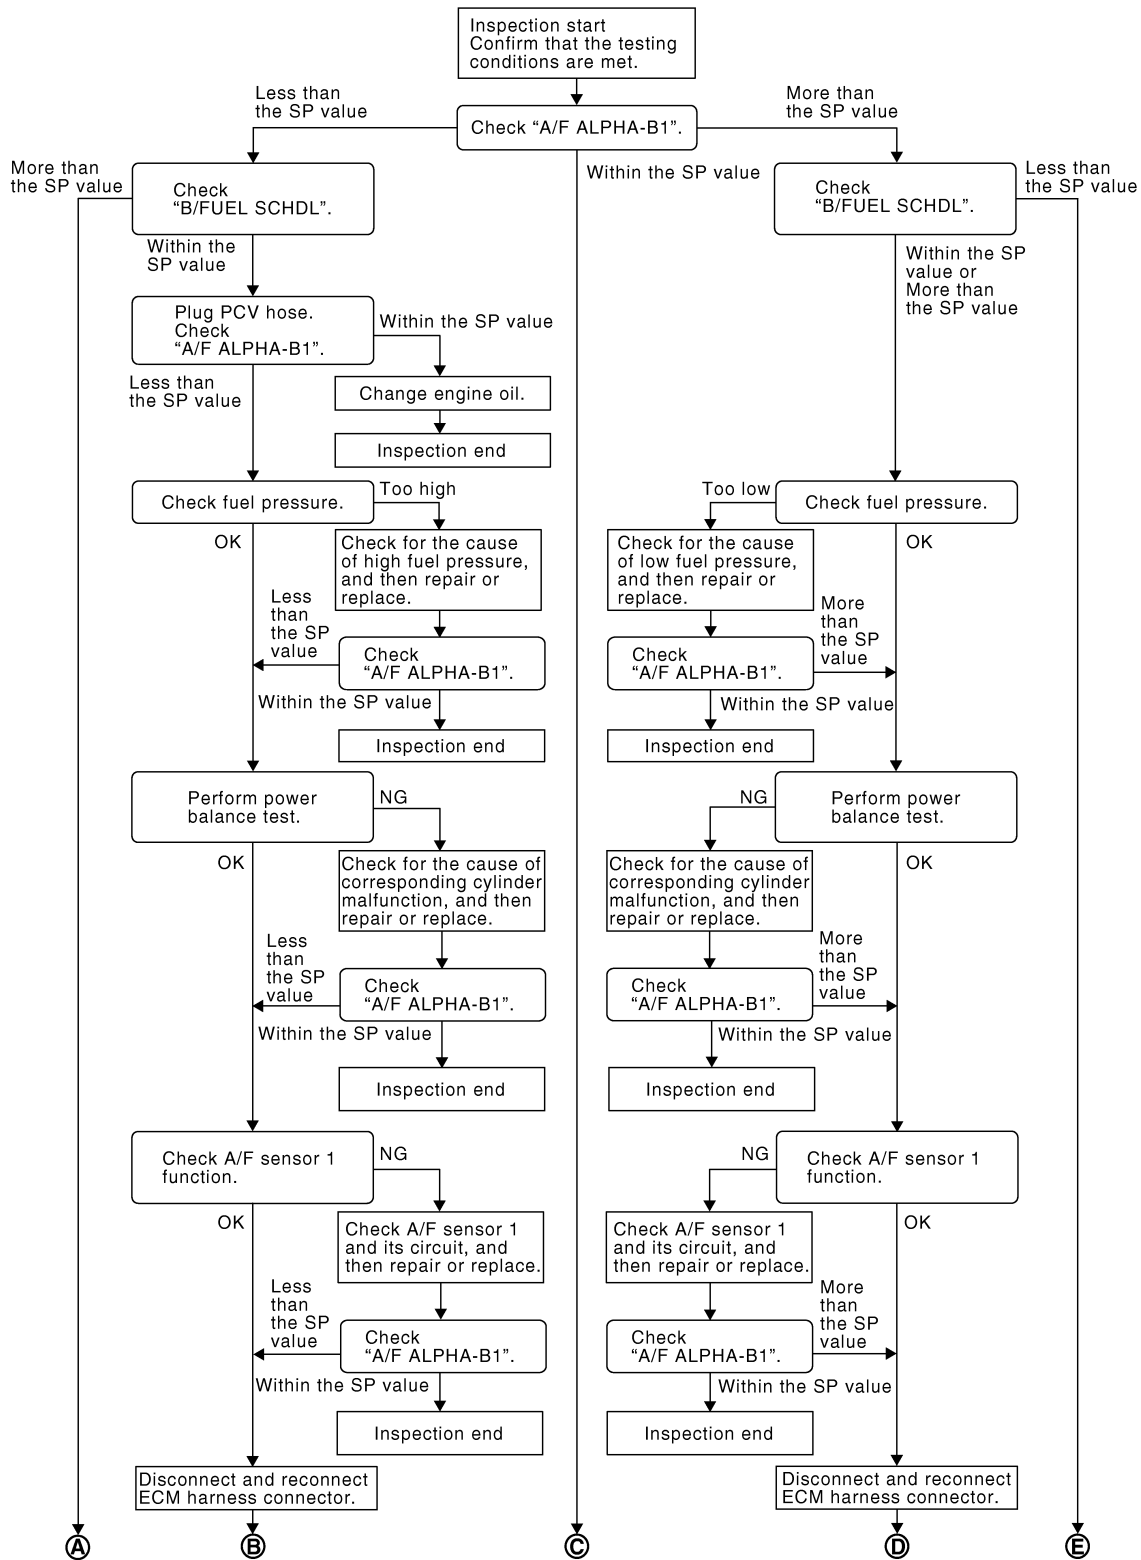 Inspection start
Confirm that the testing
conditions are met.
Less than
the SP value
More than
the SP value
Check “A/F ALPHA-B1”.
More than
the SP value
Check
“B/FUEL SCHDL”.
Within the SP value
Check
“B/FUEL SCHDL”.
Less than
the SP value
Within the
SP value
Within the SP
value or
More than
the SP value
Plug PCV hose.
Check
“A/F ALPHA-B1”.
Within the SP value
Less than
the SP value
Change engine oil.
Inspection end
Check fuel pressure.
Too high
Too low
Check fuel pressure.
OK
Check for the cause
of high fuel pressure,
and then repair or
replace.
Check for the cause
of low fuel pressure,
and then repair or
replace.
OK
Less
than
the SP
value
Check
“A/F ALPHA-B1”.
Check
“A/F ALPHA-B1”.
More
than
the SP
value
Within the SP value
Within the SP value
Inspection end
Inspection end
Perform power
balance test.
NG
NG
Perform power
balance test.
OK
Check for the cause of
corresponding cylinder
malfunction, and then
repair or replace.
Check for the cause of
corresponding cylinder
malfunction, and then
repair or replace.
OK
Less
than
the SP
value
Check
“A/F ALPHA-B1”.
Check
“A/F ALPHA-B1”.
More
than
the SP
value
Within the SP value
Within the SP value
Inspection end
Inspection end
Check A/F sensor 1
function.
NG
NG
Check A/F sensor 1
function.
OK
Check A/F sensor 1
and its circuit, and
then repair or replace.
Check A/F sensor 1
and its circuit, and
then repair or replace.
OK
Less
than
the SP
value
Check
“A/F ALPHA-B1”.
Check
“A/F ALPHA-B1”.
More
than
the SP
value
Within the SP value
Within the SP value
Inspection end
Inspection end
Disconnect and reconnect
ECM harness connector.
Disconnect and reconnect
ECM harness connector.
A
B
C
D
E